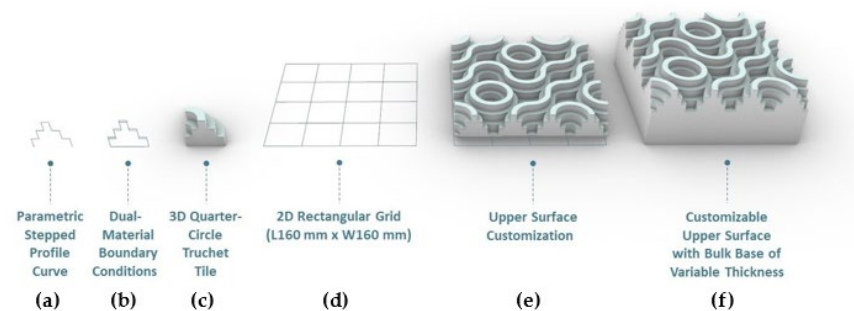 Parametric
Stepped
Profile
Curve
(a)
Dual-
Material
Boundary
Conditions
(b)
3D Quarter-
Circle
Truchet
Tile
(c)
2D Rectangular Grid
(L160 mm x W160 mm)
(d)
Upper Surface
Customization
(e)
Customizable
Upper Surface
with Bulk Base of
Variable Thickness
(f)